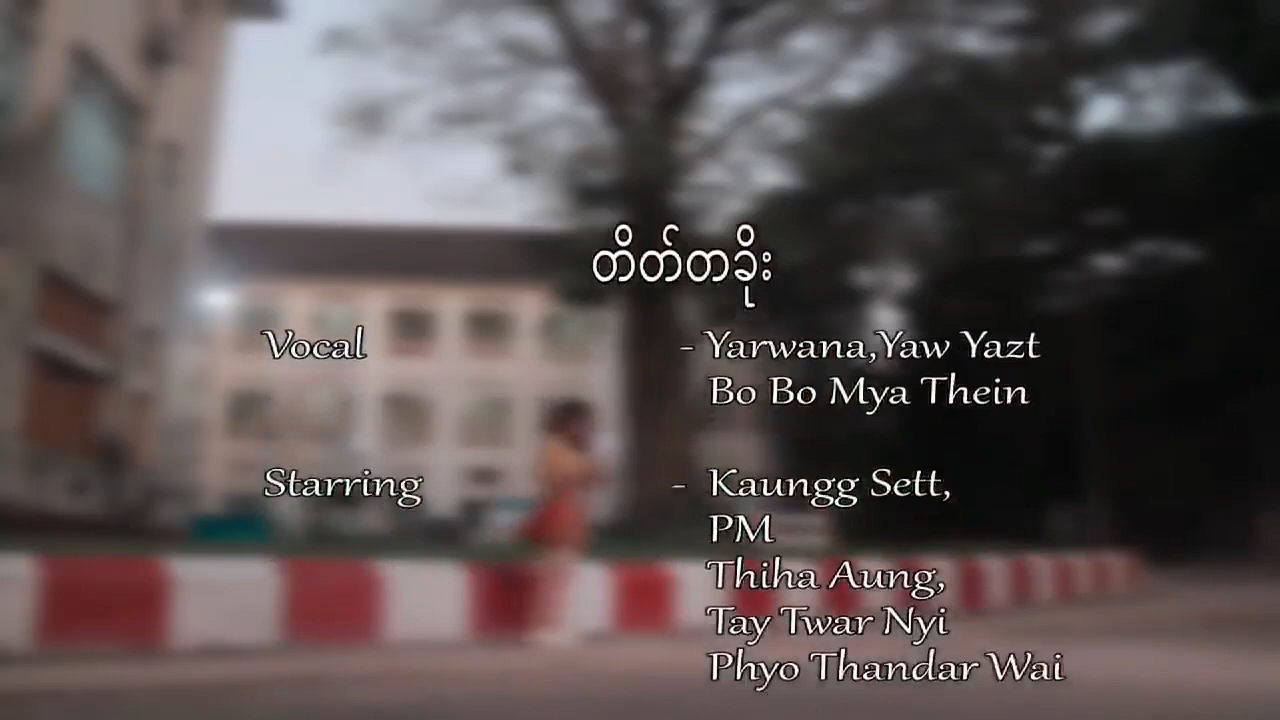 တိတ်တခိုး
Vocal - Yarwana,Yaw Yazt
Bo Bo Mya Thein
Starring - Kaungg Sett,
PM
Thiha Aung,
Tay Twar Nyi
Phyo Thandar Wai